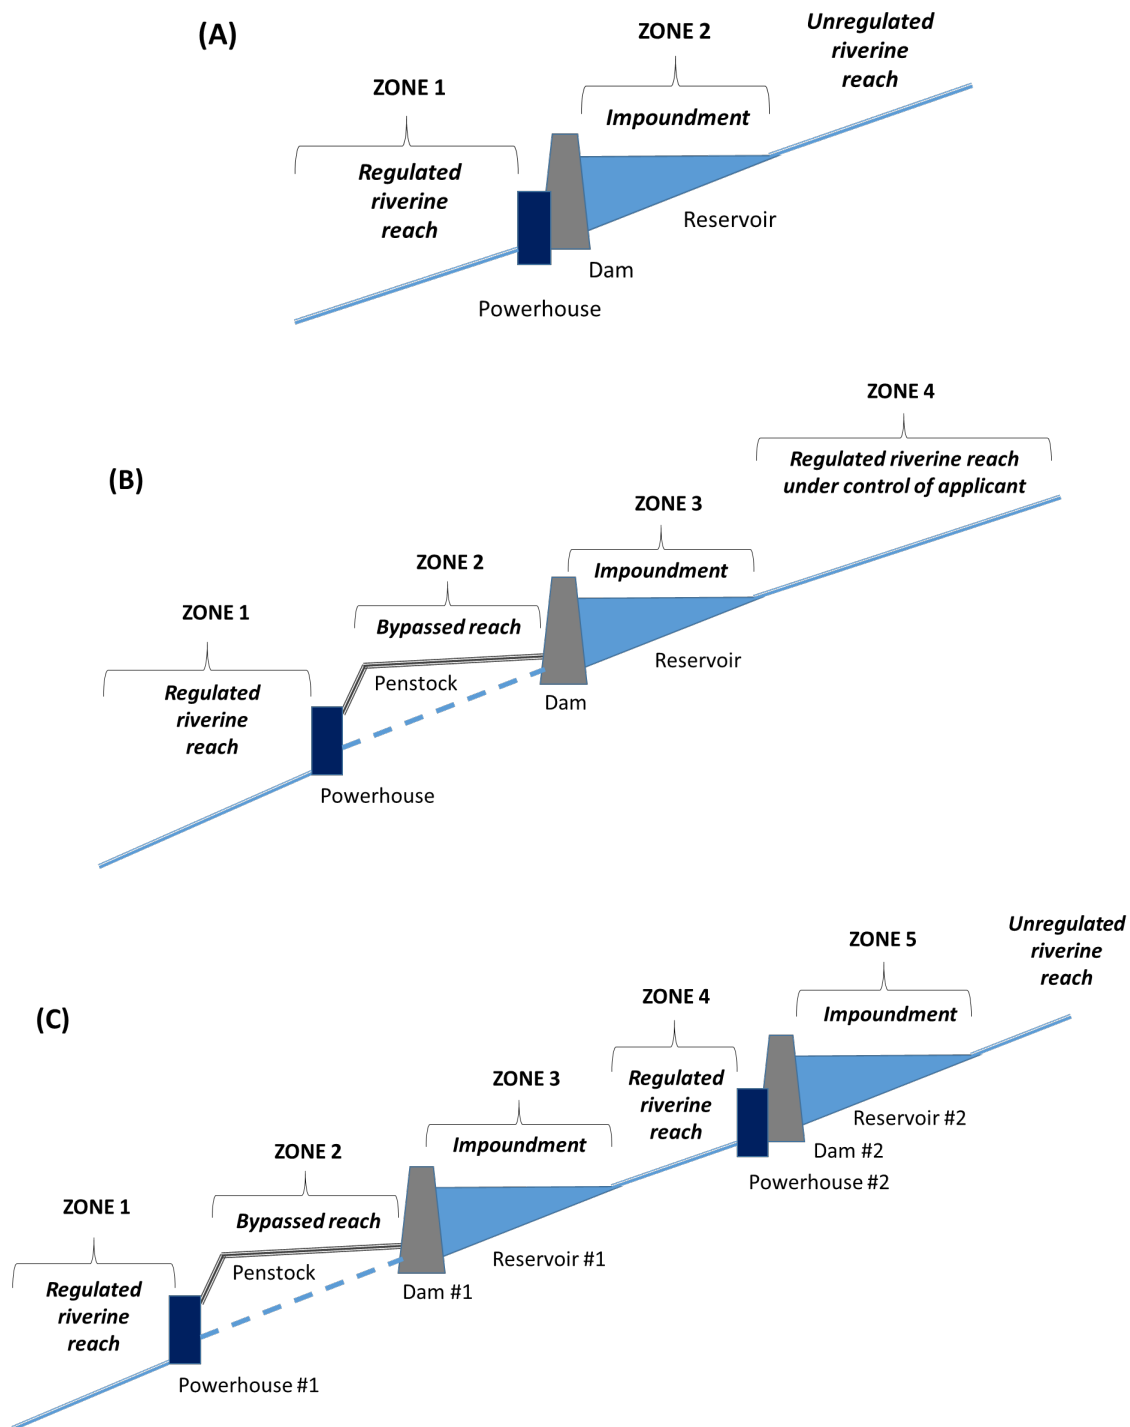 (A)
ZONE 1
Regulated
riverine
reach
ZONE 2
Impoundment
Unregulated
riverine
reach
Reservoir
Dam
Powerhouse
(B)
ZONE 1
Regulated
riverine
reach
ZONE 2
Bypassed reach
Penstock
ZONE 3
Impoundment
ZONE 4
Regulated riverine reach
under control of applicant
Reservoir
Dam
Powerhouse
(C)
ZONE 1
Regulated
riverine
reach
ZONE 2
Bypassed reach
Penstock
ZONE 3
Impoundment
ZONE 4
Regulated
riverine
reach
ZONE 5
Impoundment
Unregulated
riverine
reach
Reservoir #2
Dam #2
Powerhouse #2
Reservoir #1
Dam #1
Powerhouse #1